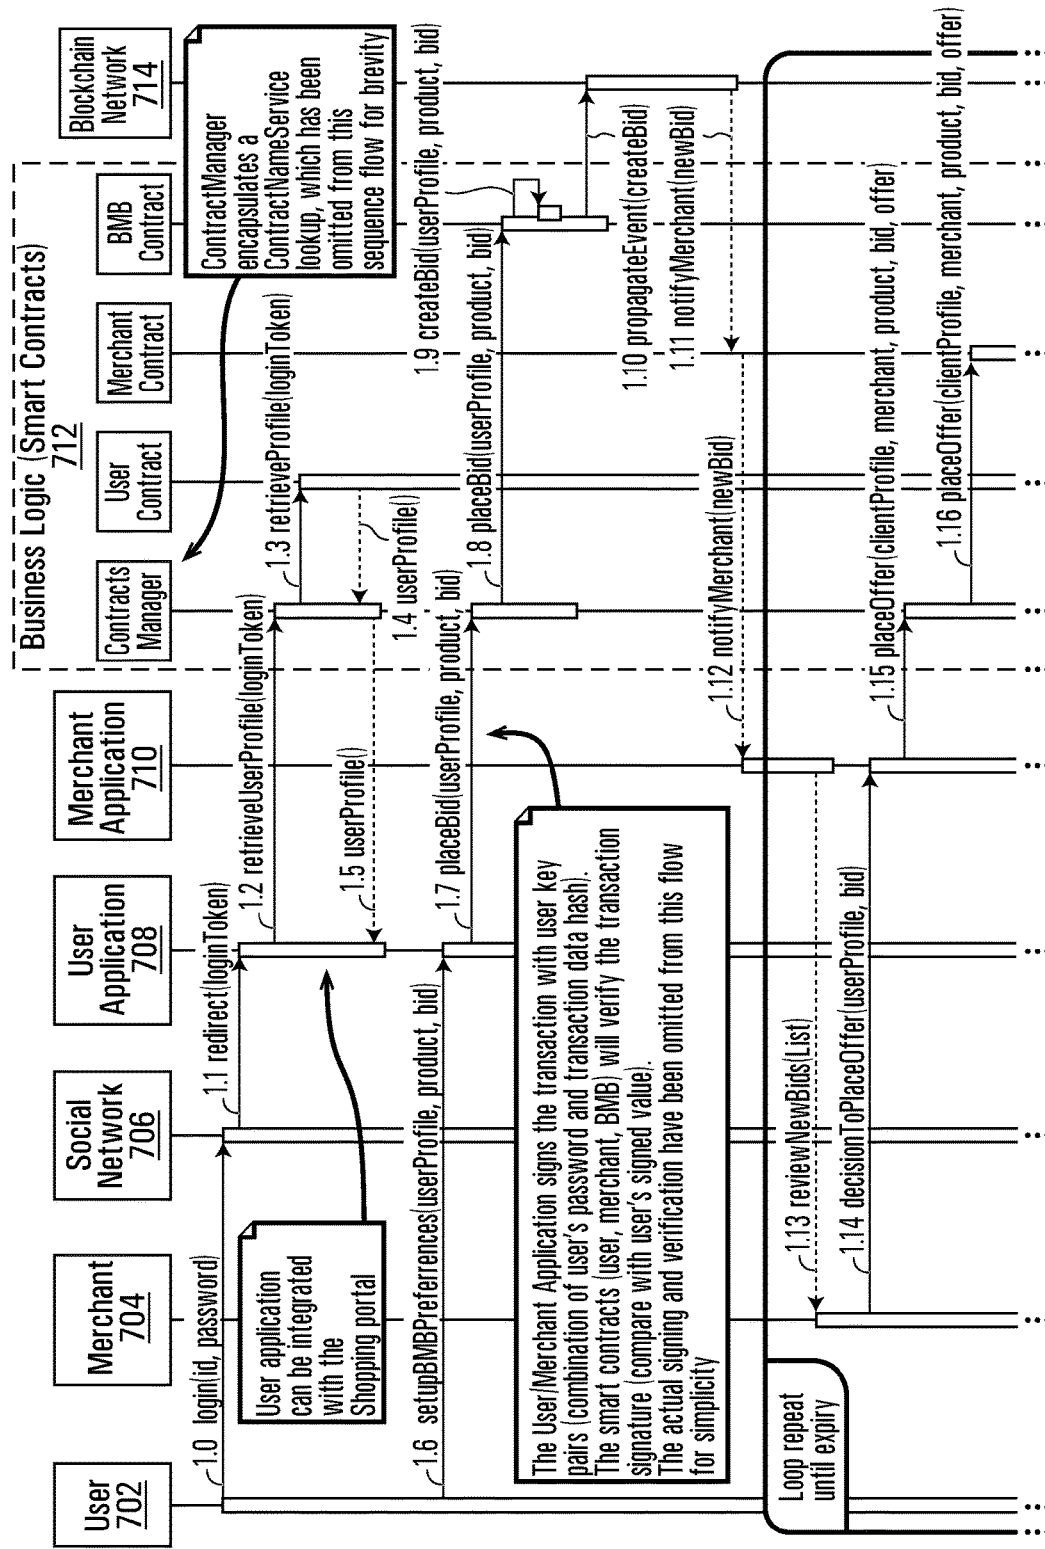 User
702
Merchant
704
Social
Network
706
User
Application
708
Merchant
Application
710
Business Logic (Smart Contracts)
712
Contracts
Manager
User
Contract
Merchant
Contract
BMB
Contract
Blockchain
Network
714
1.0 login(id, password)
1.1 redirect(loginToken)
1.2 retrieveUserProfile(loginToken)
1.3 retrieveProfile(loginToken)
ContractManager
encapsulates a
ContractNameService
lookup, which has been
omitted from this
sequence flow for brevity
User application
can be integrated
with the
Shopping portal
1.4 userProfile()
1.5 userProfile()
1.6 setupBMBPreferrences(userProfile, product, bid)
1.7 placeBid(userProfile, product, bid)
1.8 placeBid(userProfile, product, bid)
1.9 createBid(userProfile, product, bid)
The User/Merchant Application signs the transaction with user key
pairs (combination of user's password and transaction data hash).
The smart contracts (user, merchant, BMB) will verify the transaction
signature (compare with user's signed value).
The actual signing and verification have been omitted from this flow
for simplicity
1.10 propagateEvent(createBid)
1.11 notifyMerchant(newBid)
1.12 notifyMerchant(newBid)
Loop repeat
until expiry
1.13 reviewNewBids(List)
1.14 decisionToPlaceOffer(userProfile, bid)
1.15 placeOffer(clientProfile, merchant, product, bid, offer)
1.16 placeOffer(clientProfile, merchant, product, bid, offer)